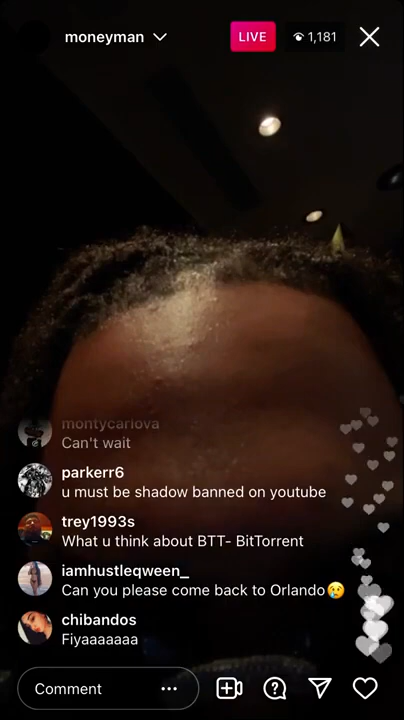 moneyman
LIVE
1,181
montycarlova
Can't wait
parkerr6
u must be shadow banned on youtube
trey1993s
What u think about BTT- BitTorrent
iamhustleqween_
Can you please come back to Orlando😢
chibandos
Fiyaaaaaaa
Comment